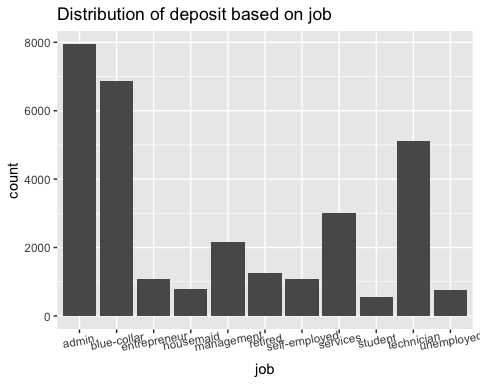 Distribution of deposit based on job
8000
6000
4000
2000
0
count
admin.
blue-collar
entrepreneur
housemaid
management
retired
self-employed
services
student
technician
unemployed
job